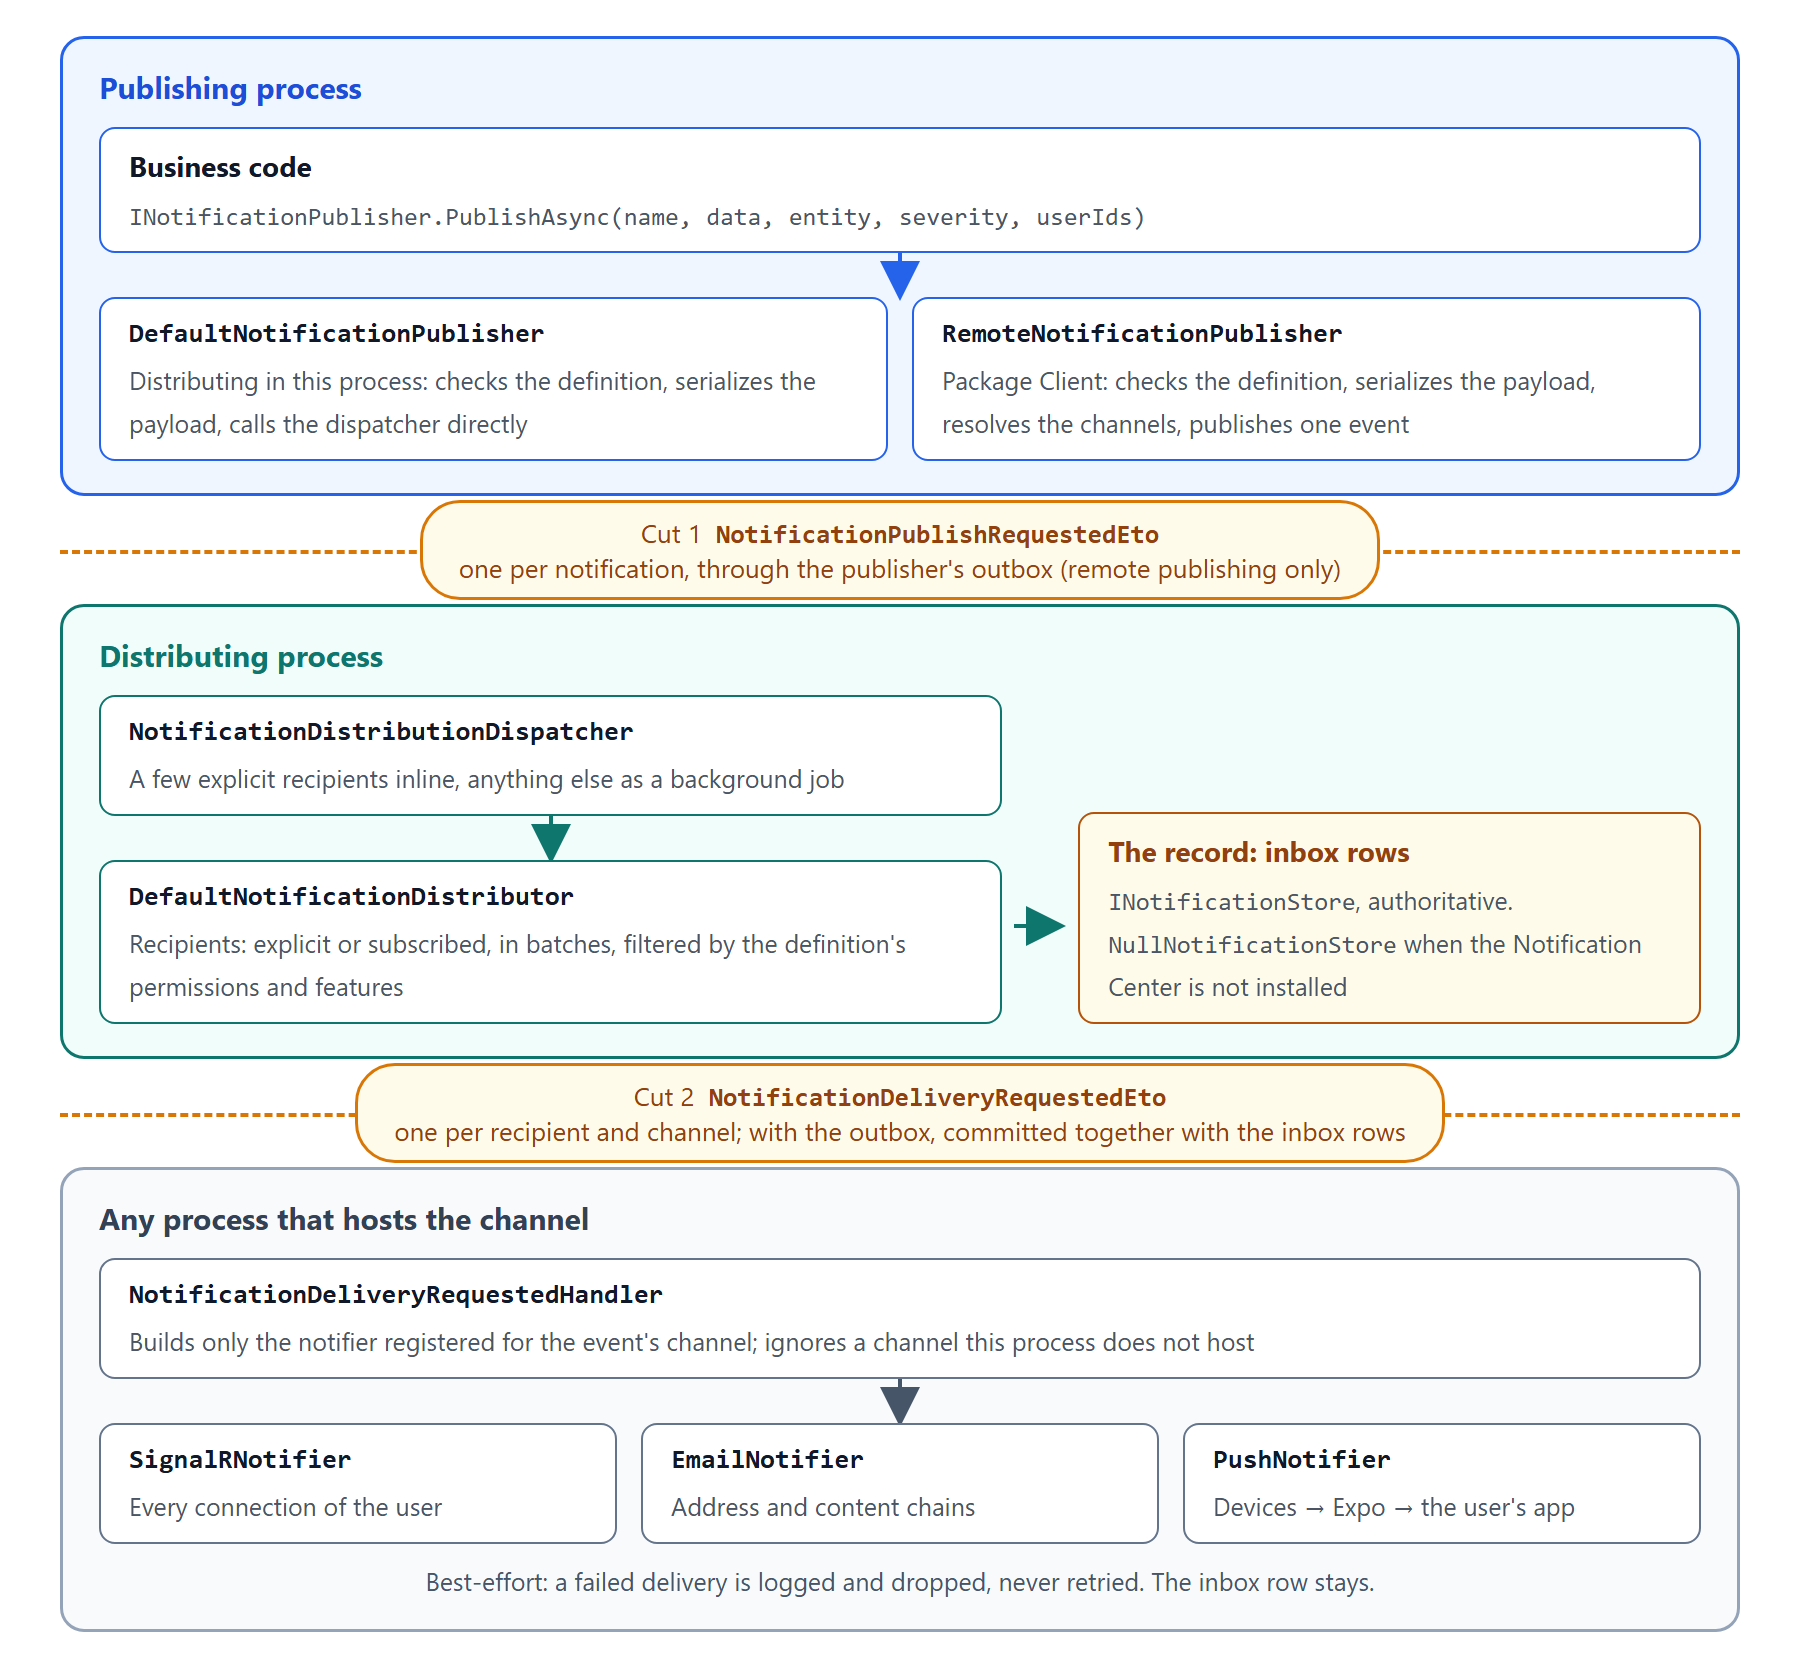 Publishing process
Business code
INotificationPublisher.PublishAsync(name, data, entity, severity, userIds)
DefaultNotificationPublisher
Distributing in this process: checks the definition, serializes the
payload, calls the dispatcher directly
RemoteNotificationPublisher
Package Client: checks the definition, serializes the payload,
resolves the channels, publishes one event
Cut 1 NotificationPublishRequestedEto
one per notification, through the publisher's outbox (remote publishing only)
Distributing process
NotificationDistributionDispatcher
A few explicit recipients inline, anything else as a background job
DefaultNotificationDistributor
Recipients: explicit or subscribed, in batches, filtered by the definition's
permissions and features
The record: inbox rows
INotificationStore, authoritative.
NullNotificationStore when the Notification
Center is not installed
Cut 2 NotificationDeliveryRequestedEto
one per recipient and channel; with the outbox, committed together with the inbox rows
Any process that hosts the channel
NotificationDeliveryRequestedHandler
Builds only the notifier registered for the event's channel; ignores a channel this process does not host
SignalRNotifier
Every connection of the user
EmailNotifier
Address and content chains
PushNotifier
Devices → Expo → the user's app
Best-effort: a failed delivery is logged and dropped, never retried. The inbox row stays.